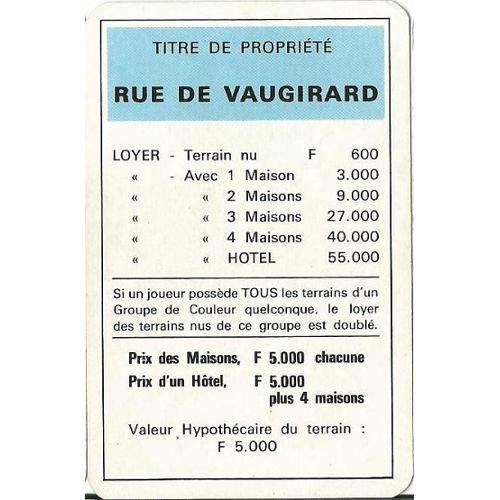 TITRE DE PROPRIÉTÉ
RUE DE VAUGIRARD
LOYER - Terrain nu F 600
« - Avec 1 Maison 3.000
« « 2 Maisons 9.000
« « 3 Maisons 27.000
« « 4 Maisons 40.000
« « HOTEL 55.000
Si un joueur possède TOUS les terrains d'un
Groupe de Couleur quelconque, le loyer
des terrains nus de ce groupe est doublé.
Prix des Maisons, F 5.000 chacune
Prix d'un Hôtel, F 5.000
plus 4 maisons
Valeur Hypothécaire du terrain :
F 5.000